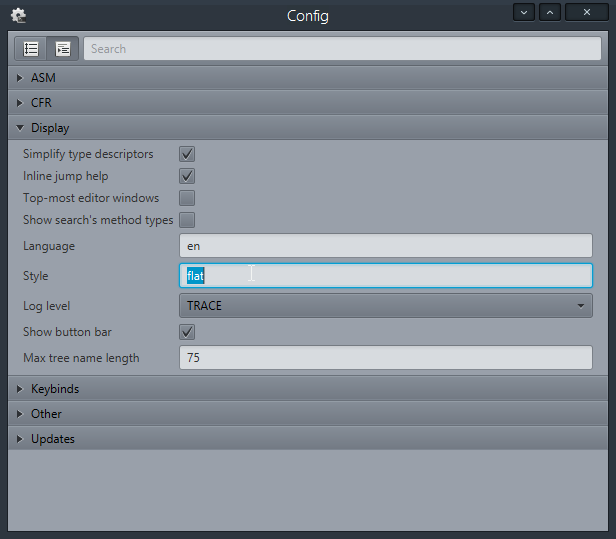 Config
Search
ASM
CFR
Display
Simplify type descriptors
Inline jump help
Top-most editor windows
Show search's method types
Language en
Style flat
Log level TRACE
Show button bar
Max tree name length 75
Keybinds
Other
Updates